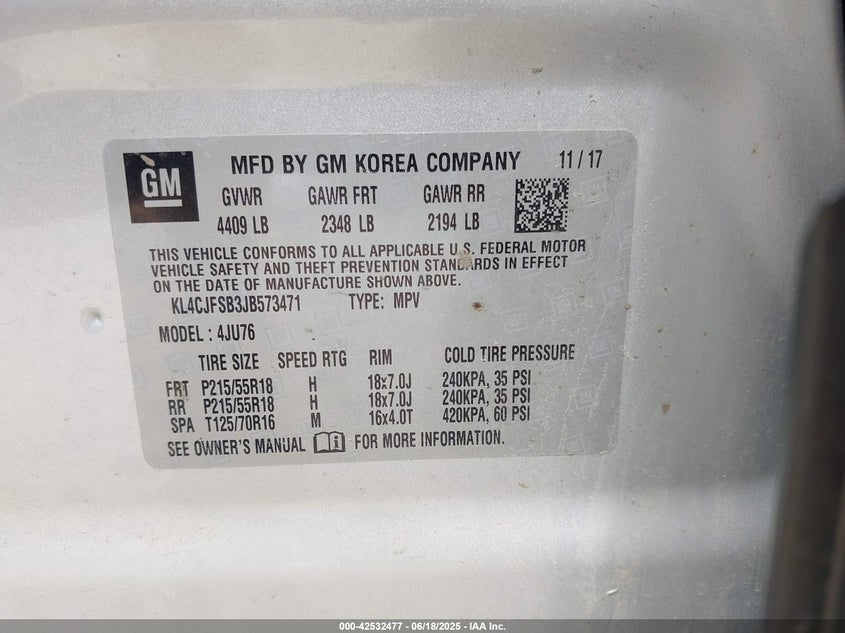 GM
MFD BY GM KOREA COMPANY 11 / 17
GVWR GAWR FRT GAWR RR
4409 LB 2348 LB 2194 LB
THIS VEHICLE CONFORMS TO ALL APPLICABLE U.S. FEDERAL MOTOR
VEHICLE SAFETY AND THEFT PREVENTION STANDARDS IN EFFECT
ON THE DATE OF MANUFACTURE SHOWN ABOVE.
KL4CJFSB3JB573471 TYPE: MPV
MODEL : 4JU76
TIRE SIZE SPEED RTG RIM COLD TIRE PRESSURE
FRT P215/55R18 H 18x7.0J 240KPA, 35 PSI
RR P215/55R18 H 18x7.0J 240KPA, 35 PSI
SPA T125/70R16 M 16x4.0T 420KPA, 60 PSI
SEE OWNER'S MANUAL FOR MORE INFORMATION.
000-42532477 - 06/18/2025 - IAA Inc.